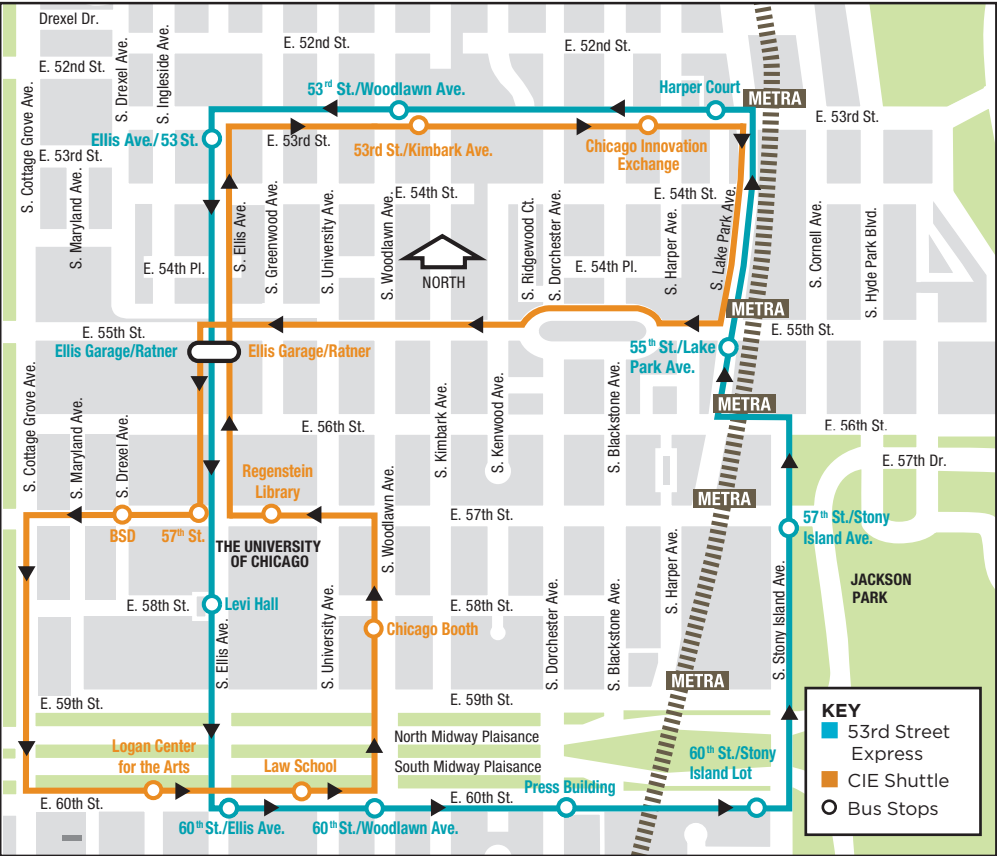 Drexel Dr.
E. 52nd St.
E. 52nd St.
E. 52nd St.
S. Drexel Ave.
S. Ingleside Ave.
S. Cottage Grove Ave.
53rd St./Woodlawn Ave.
Harper Court
METRA
E. 53rd St.
Ellis Ave./ 53 St.
E. 53rd St.
53rd St./Kimbark Ave.
Chicago Innovation
Exchange
E. 53rd St.
S. Maryland Ave.
E. 54th St.
E. 54th St.
S. Ellis Ave.
S. Greenwood Ave.
S. University Ave.
S. Woodlawn Ave.
S. Ridgewood Ct.
S. Dorchester Ave.
S. Harper Ave.
S. Lake Park Ave.
S. Cornell Ave.
S. Hyde Park Blvd.
E. 54th Pl.
NORTH
E. 54th Pl.
METRA
E. 55th St.
E. 55th St.
Ellis Garage/Ratner
Ellis Garage/Ratner
55th St./Lake
Park Ave.
S. Cottage Grove Ave.
S. Maryland Ave.
S. Drexel Ave.
S. Kimbark Ave.
S. Kenwood Ave.
S. Blackstone Ave.
METRA
E. 56th St.
E. 56th St.
E. 57th Dr.
Regenstein
Library
S. Woodlawn Ave.
METRA
BSD
57th St.
E. 57th St.
57th St./Stony
Island Ave.
THE UNIVERSITY
OF CHICAGO
S. Harper Ave.
JACKSON
PARK
E. 58th St.
Levi Hall
E. 58th St.
Chicago Booth
S. Ellis Ave.
S. University Ave.
S. Dorchester Ave.
S. Blackstone Ave.
S. Stony Island Ave.
METRA
E. 59th St.
E. 59th St.
North Midway Plaisance
South Midway Plaisance
Logan Center
for the Arts
Law School
60th St./Stony
Island Lot
Press Building
E. 60th St.
E. 60th St.
60th St./Ellis Ave.
60th St./Woodlawn Ave.
KEY
53rd Street
Express
CIE Shuttle
Bus Stops